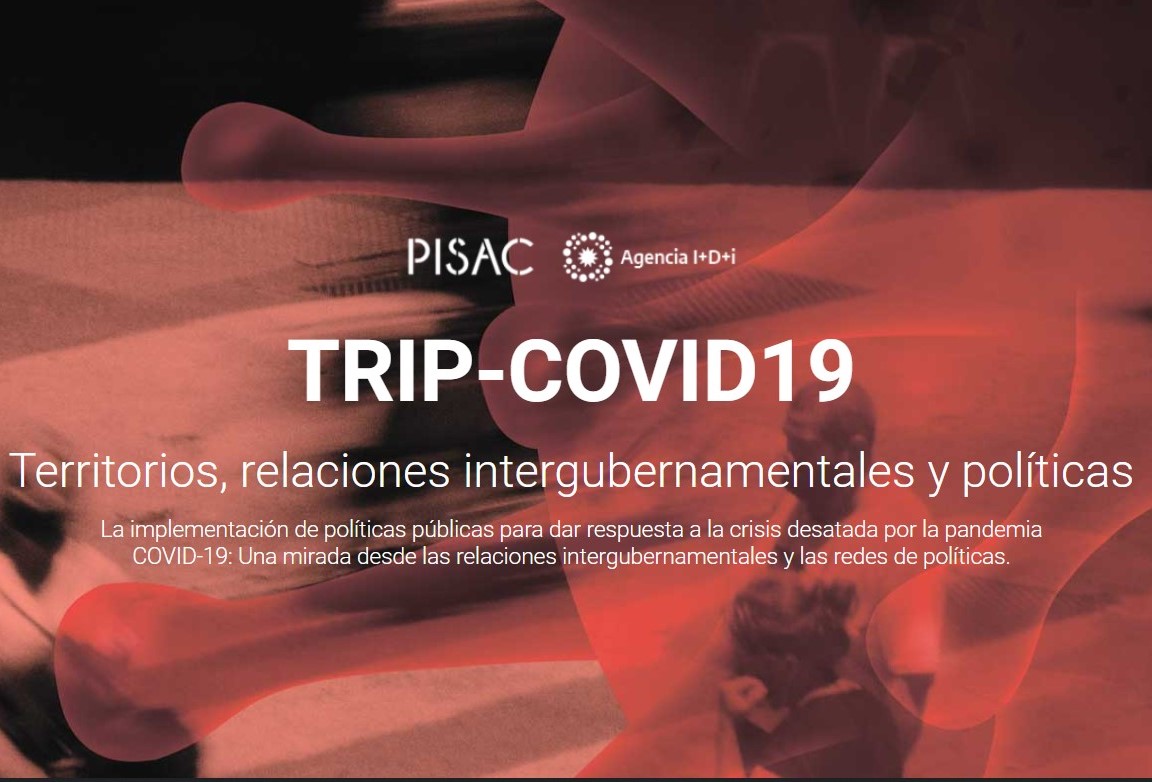 PISAC Agencia I+D+i
TRIP-COVID19
Territorios, relaciones intergubernamentales y políticas
La implementación de políticas públicas para dar respuesta a la crisis desatada por la pandemia
COVID-19: Una mirada desde las relaciones intergubernamentales y las redes de políticas.